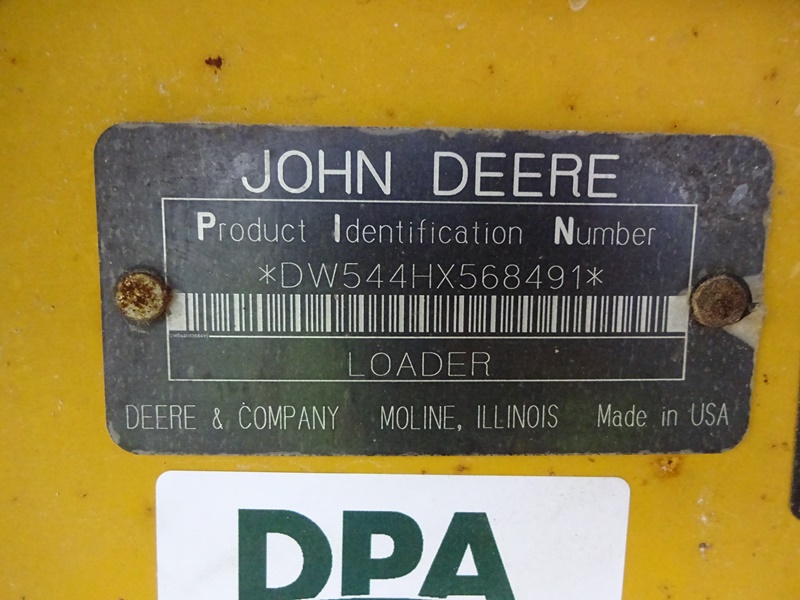 JOHN DEERE
Product Identification Number
*DW544HX568491*
LOADER
DEERE & COMPANY MOLINE, ILLINOIS Made in USA
DPA